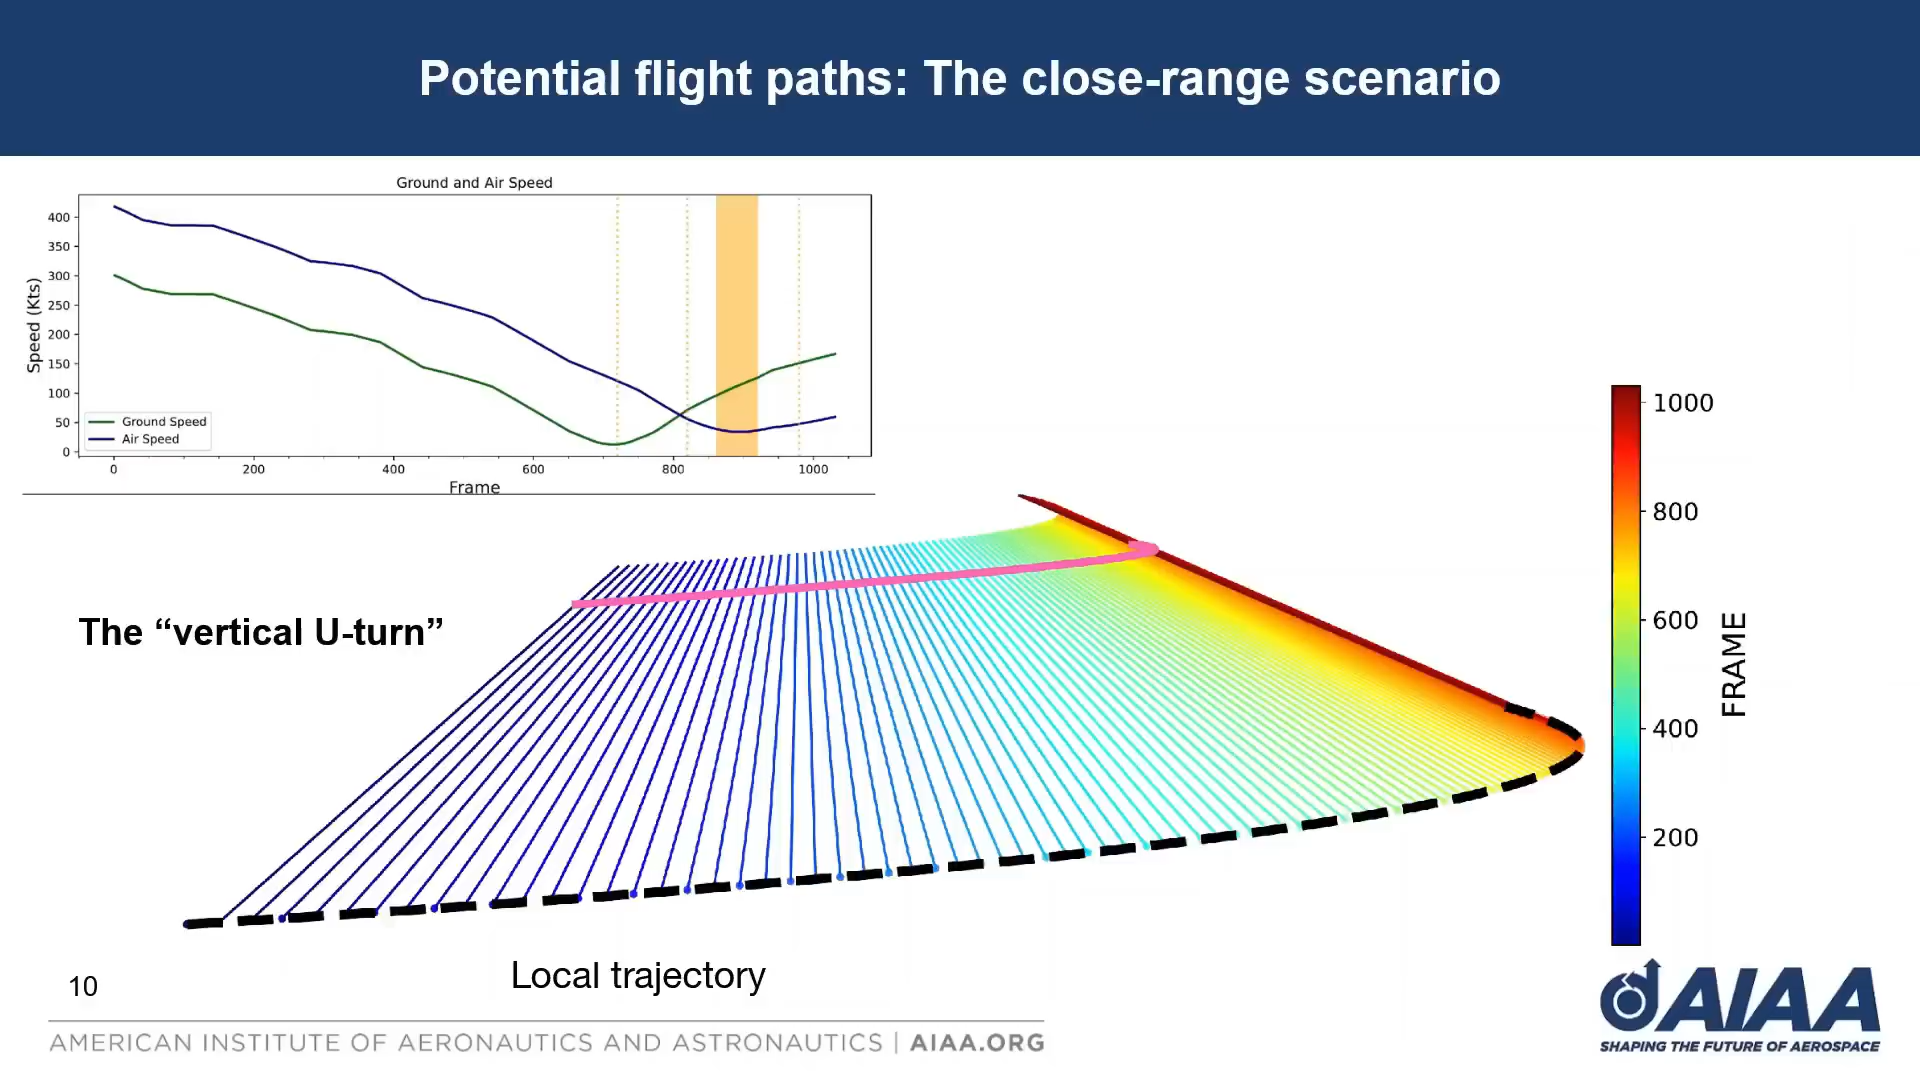 Potential flight paths: The close-range scenario
Ground and Air Speed
Speed (Kts)
400
350
300
250
200
150
100
50
0
Ground Speed
Air Speed
0 200 400 600 800 1000
Frame
The “vertical U-turn”
1000
800
600
400
200
FRAME
Local trajectory
10
AMERICAN INSTITUTE OF AERONAUTICS AND ASTRONAUTICS | AIAA.ORG
AIAA
SHAPING THE FUTURE OF AEROSPACE